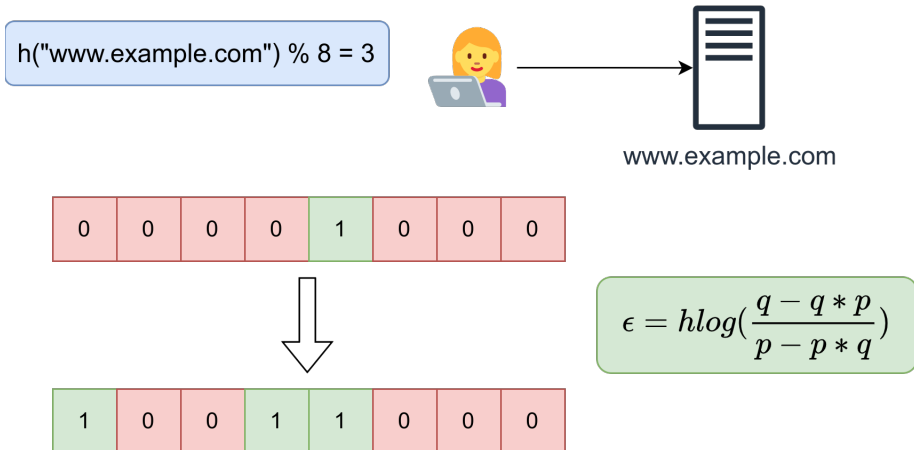 h("www.example.com") % 8 = 3
www.example.com
0 0 0 0 1 0 0 0
ϵ = hlog(\frac{q − q ∗ p}{p − p ∗ q})
1 0 0 1 1 0 0 0